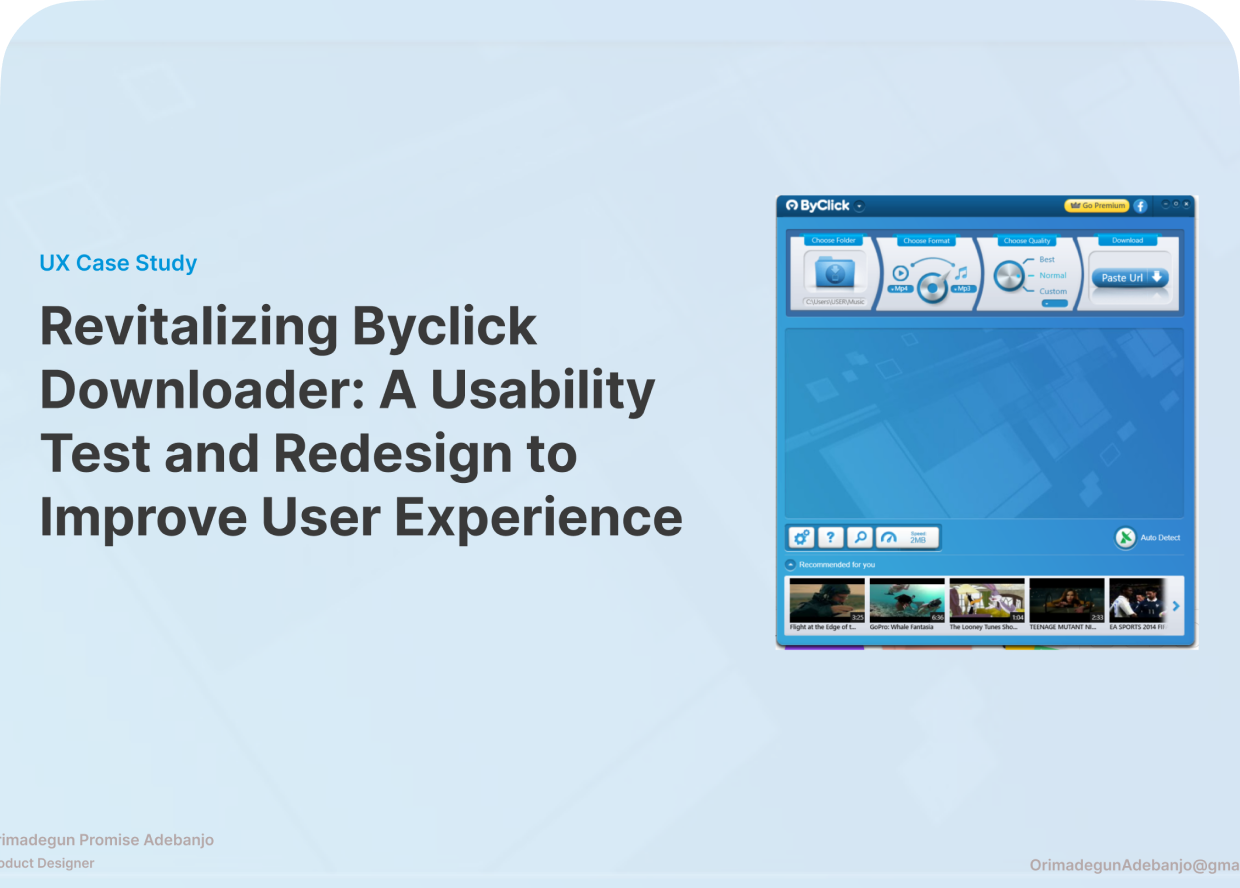 UX Case Study
Revitalizing Byclick
Downloader: A Usability
Test and Redesign to
Improve User Experience
ByClick
Go Premium
Choose Folder
Choose Format
Choose Quality
Download
C:\Users\USER\Music
Mp4
Mp3
Best
Normal
Custom
Paste Url
?
Speed
2MB
Auto Detect
Recommended for you
3:25
6:36
1:04
2:33
Flight at the Edge of t...
GoPro: Whale Fantasia
The Looney Tunes Sho...
TEENAGE MUTANT NI...
EA SPORTS 2014 FIF
rimadegun Promise Adebanjo
oduct Designer
OrimadegunAdebanjo@gma